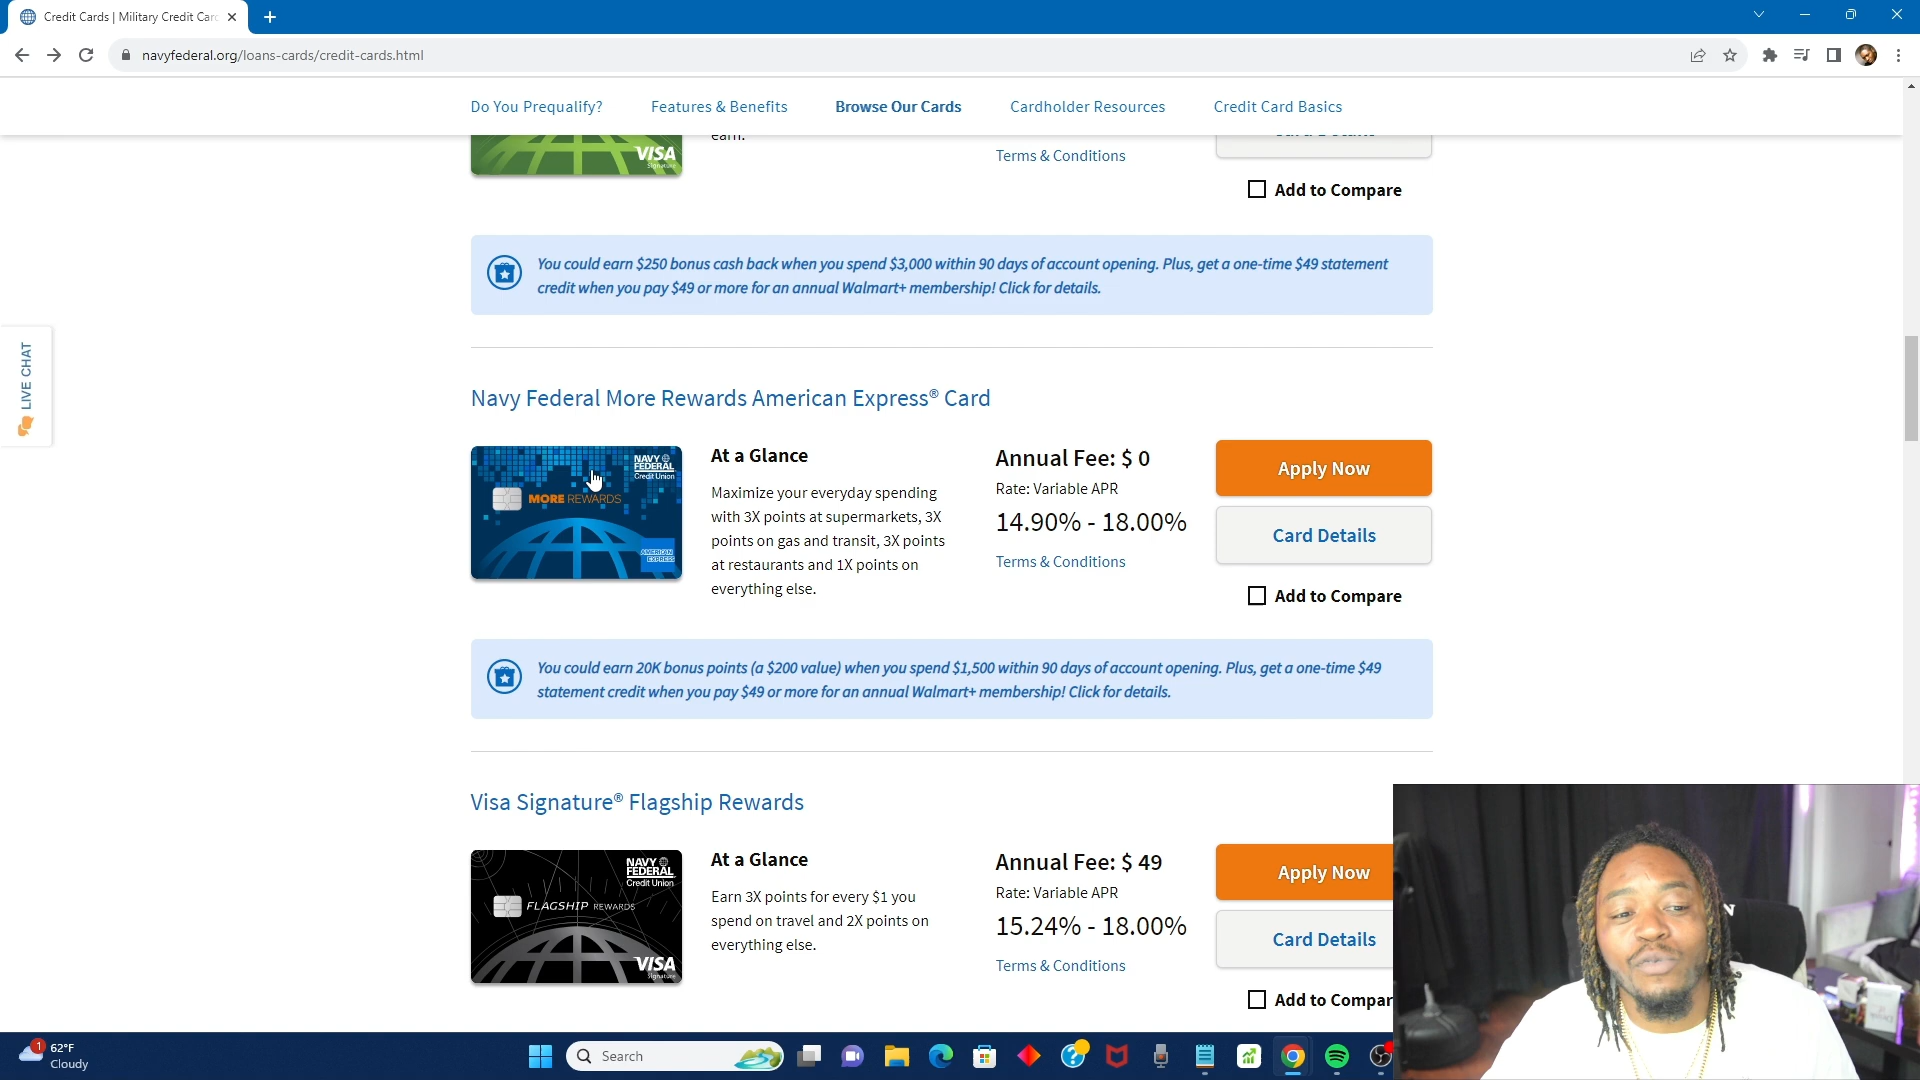 Credit Cards | Military Credit Car
navyfederal.org/loans-cards/credit-cards.html
Do You Prequalify?
Features & Benefits
Browse Our Cards
Cardholder Resources
Credit Card Basics
earn.
VISA
Signature
Terms & Conditions
Add to Compare
You could earn $250 bonus cash back when you spend $3,000 within 90 days of account opening. Plus, get a one-time $49 statement
credit when you pay $49 or more for an annual Walmart+ membership! Click for details.
LIVE CHAT
Navy Federal More Rewards American Express® Card
NAVY
FEDERAL
Credit Union
MORE REWARDS
AMERICAN
EXPRESS
At a Glance
Maximize your everyday spending
with 3X points at supermarkets, 3X
points on gas and transit, 3X points
at restaurants and 1X points on
everything else.
Annual Fee: $ 0
Rate: Variable APR
14.90% - 18.00%
Terms & Conditions
Apply Now
Card Details
Add to Compare
You could earn 20K bonus points (a $200 value) when you spend $1,500 within 90 days of account opening. Plus, get a one-time $49
statement credit when you pay $49 or more for an annual Walmart+ membership! Click for details.
Visa Signature® Flagship Rewards
NAVY
FEDERAL
Credit Union
FLAGSHIP REWARDS
VISA
Signature
At a Glance
Earn 3X points for every $1 you
spend on travel and 2X points on
everything else.
Annual Fee: $ 49
Rate: Variable APR
15.24% - 18.00%
Terms & Conditions
Apply Now
Card Details
Add to Compar
1
62°F
Cloudy
Search